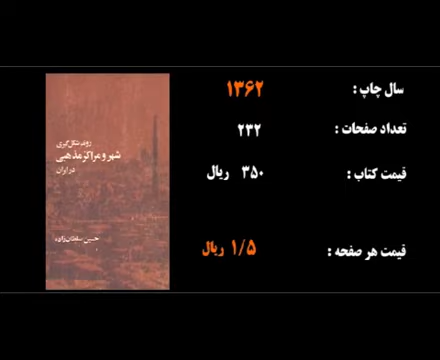 سال چاپ : ۱۳۶۲
تعداد صفحات : ۲۳۲
قیمت کتاب : ۳۵۰ ریال
قیمت هر صفحه : ۱/۵ ریال
روند شکل‌گیری
شهر و مراکز مذهبی
در ایران
حسین سلطان‌زاده